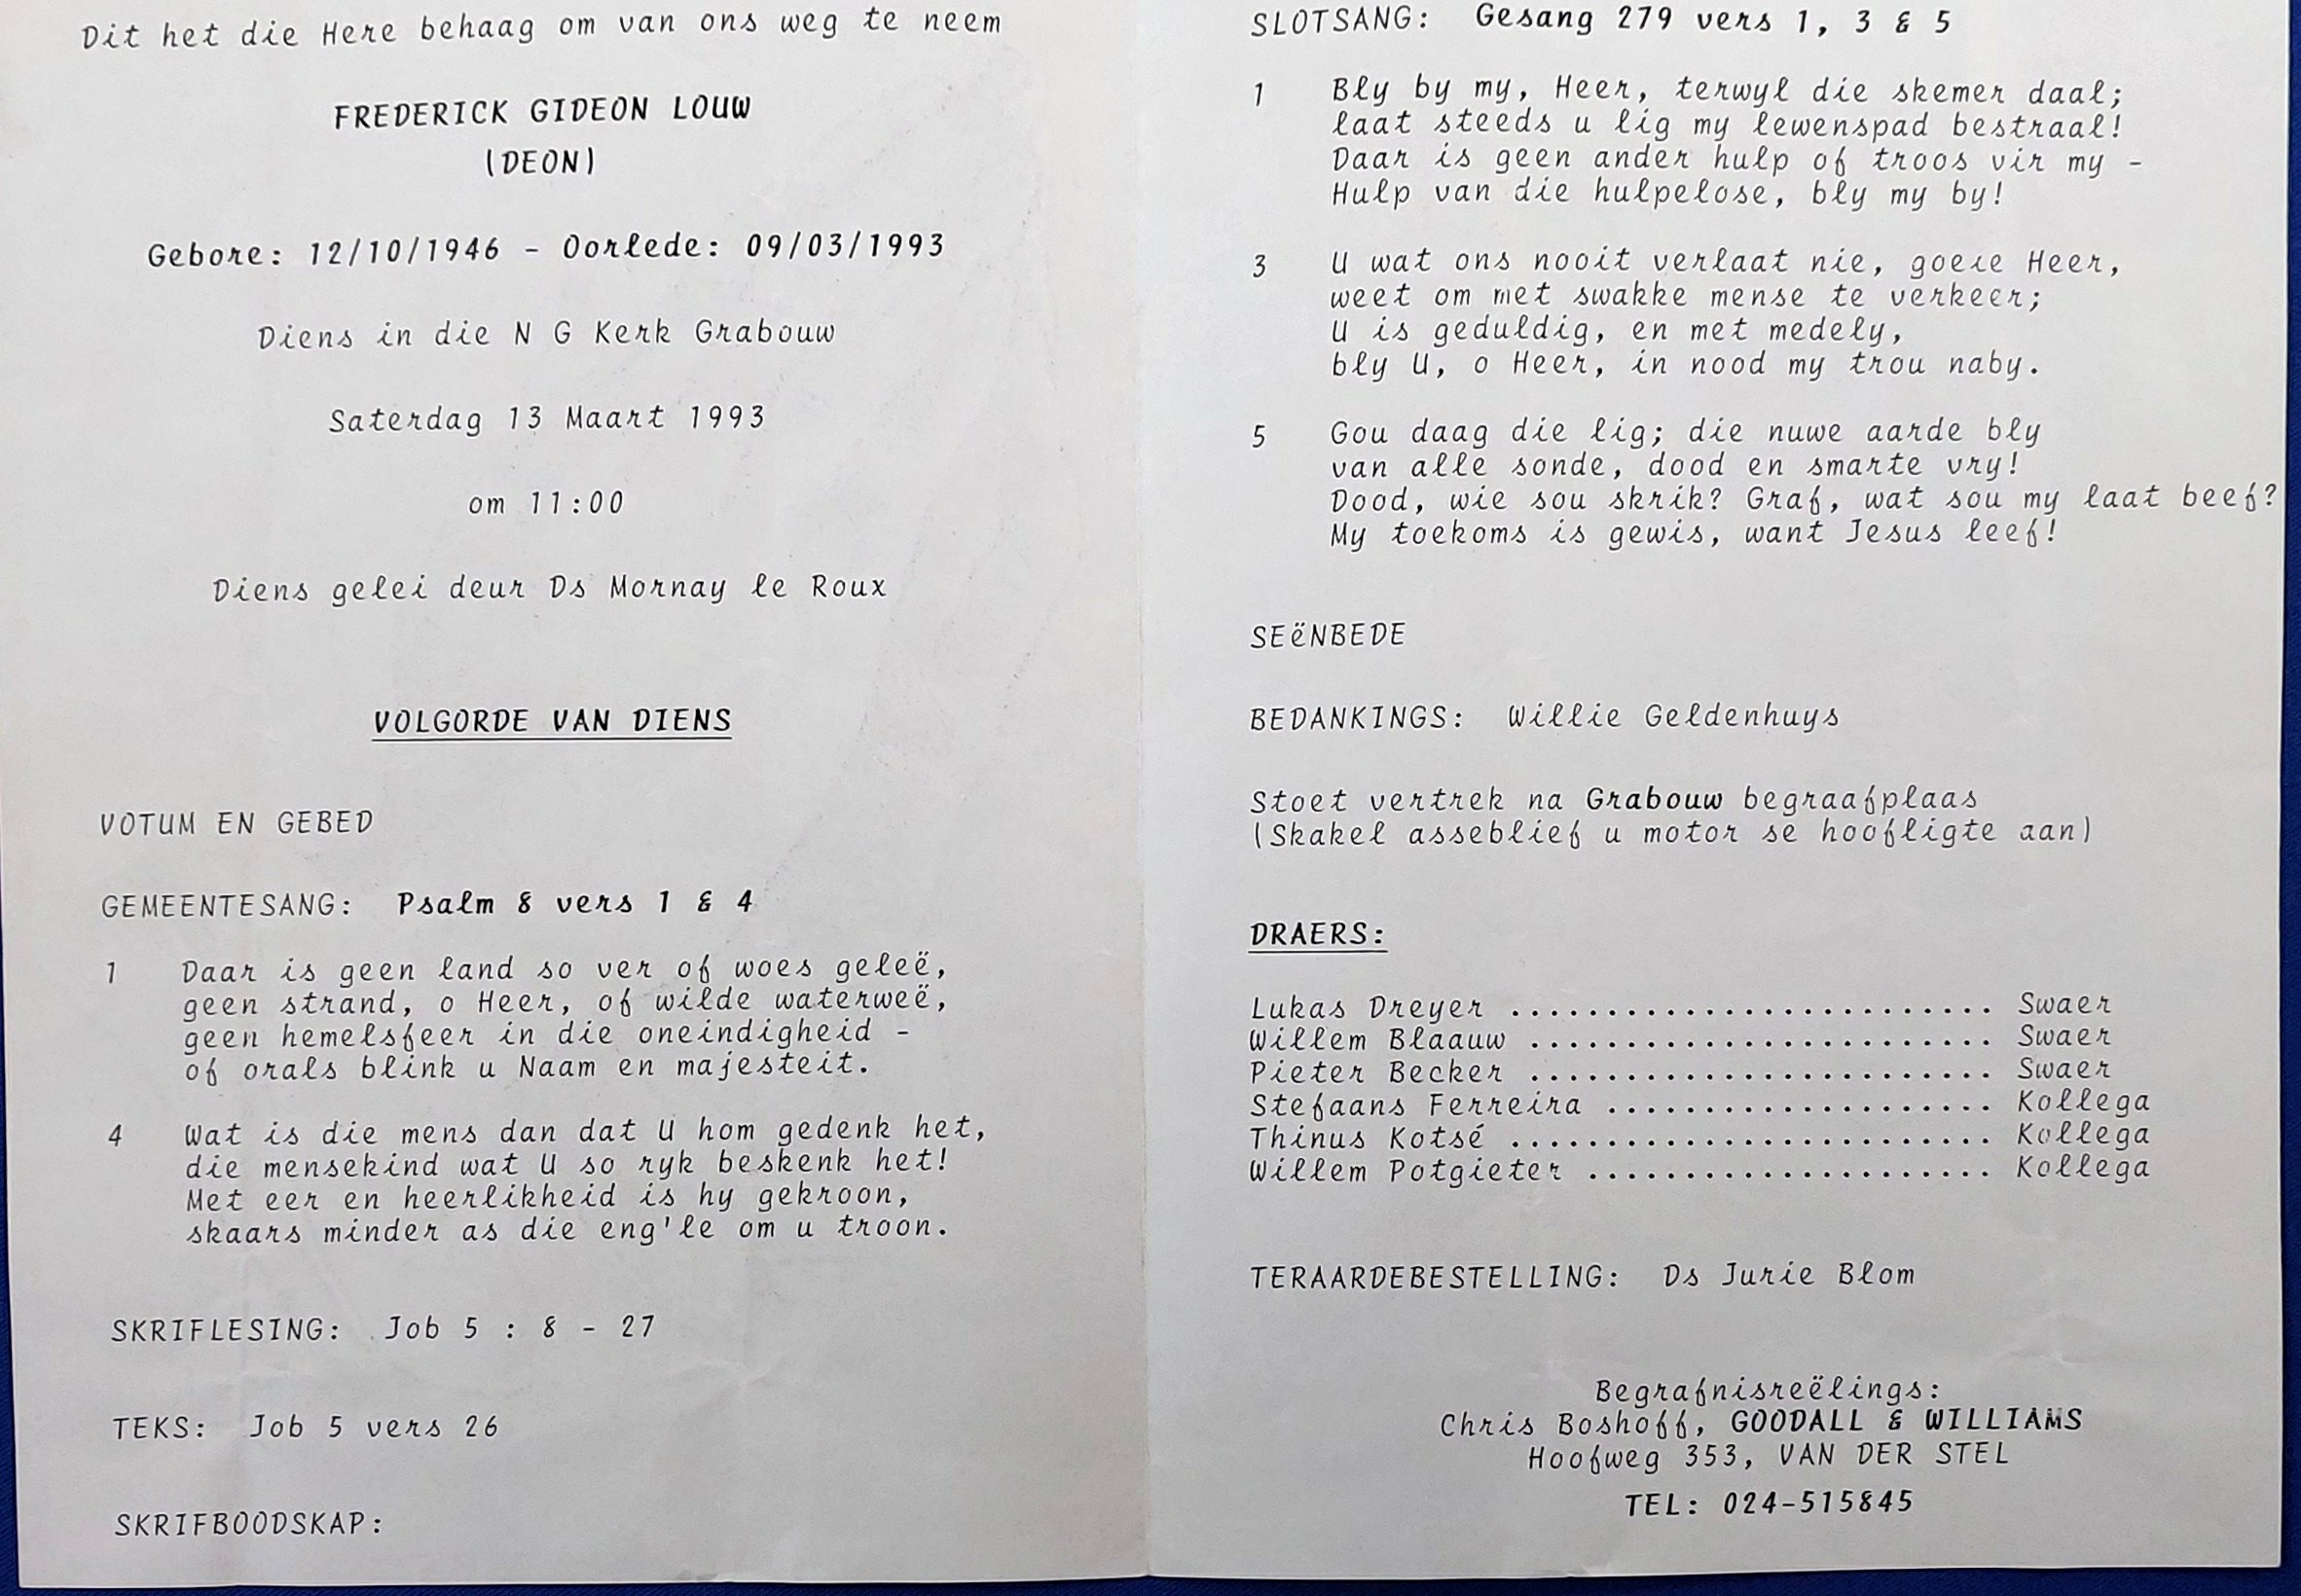 Dit het die Here behaag om van ons weg te neem
FREDERICK GIDEON LOUW
(DEON)
Gebore: 12/10/1946 - Oorlede: 09/03/1993
Diens in die N G Kerk Grabouw
Saterdag 13 Maart 1993
om 11:00
Diens gelei deur Ds Mornay le Roux
VOLGORDE VAN DIENS
VOTUM EN GEBED
GEMEENTESANG: Psalm 8 vers 1 & 4
1 Daar is geen land so ver of woes geleë,
geen strand, o Heer, of wilde waterweë,
geen hemelsfeer in die oneindigheid -
of orals blink u Naam en majesteit.
4 Wat is die mens dan dat U hom gedenk het,
die mensekind wat U so ryk beskenk het!
Met eer en heerlikheid is hy gekroon,
skaars minder as die eng'le om u troon.
SKRIFLESING: Job 5 : 8 - 27
TEKS: Job 5 vers 26
SKRIFBOODSKAP:
SLOTSANG: Gesang 279 vers 1, 3 & 5
1 Bly by my, Heer, terwyl die skemer daal;
laat steeds u lig my lewenspad bestraal!
Daar is geen ander hulp of troos vir my -
Hulp van die hulpelose, bly my by!
3 U wat ons nooit verlaat nie, goeie Heer,
weet om met swakke mense te verkeer;
U is geduldig, en met medely,
bly U, o Heer, in nood my trou naby.
5 Gou daag die lig; die nuwe aarde bly
van alle sonde, dood en smarte vry!
Dood, wie sou skrik? Graf, wat sou my laat beef?
My toekoms is gewis, want Jesus leef!
SEëNBEDE
BEDANKINGS: Willie Geldenhuys
Stoet vertrek na Grabouw begraafplaas
(Skakel asseblief u motor se hoofligte aan)
DRAERS:
Lukas Dreyer ......................... Swaer
Willem Blaauw ........................ Swaer
Pieter Becker ........................ Swaer
Stefaans Ferreira .................... Kollega
Thinus Kotsé ......................... Kollega
Willem Potgieter ..................... Kollega
TERAARDEBESTELLING: Ds Jurie Blom
Begrafnisreëlings:
Chris Boshoff, GOODALL & WILLIAMS
Hoofweg 353, VAN DER STEL
TEL: 024-515845